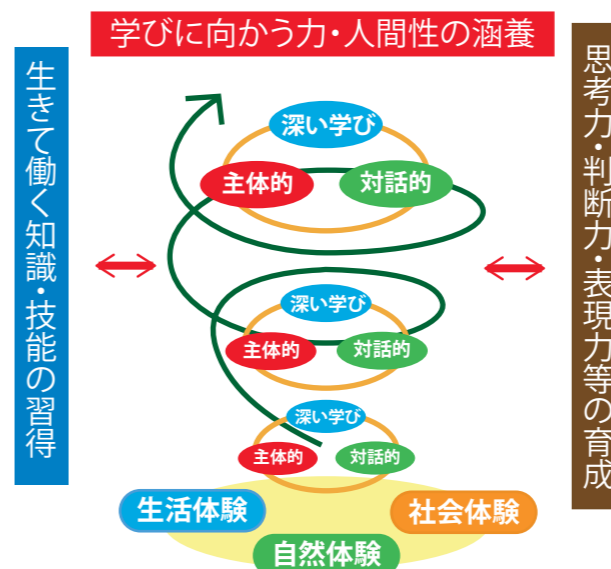 学びに向かう力・人間性の涵養
生きて働く知識・技能の習得
思考力・判断力・表現力等の育成
深い学び
主体的
対話的
深い学び
主体的
対話的
深い学び
主体的
対話的
生活体験
社会体験
自然体験